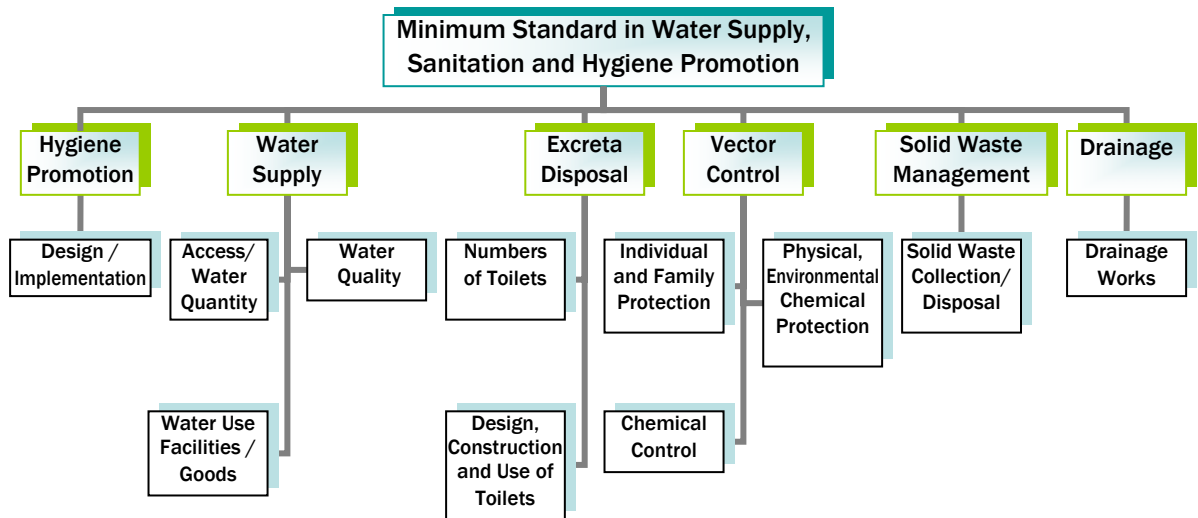 Minimum Standard in Water Supply,
Sanitation and Hygiene Promotion
Hygiene
Promotion
Water
Supply
Excreta
Disposal
Vector
Control
Solid Waste
Management
Drainage
Design /
Implementation
Access/
Water
Quantity
Water
Quality
Numbers
of Toilets
Individual
and Family
Protection
Physical,
Environmental
Chemical
Protection
Solid Waste
Collection/
Disposal
Drainage
Works
Water Use
Facilities /
Goods
Design,
Construction
and Use of
Toilets
Chemical
Control